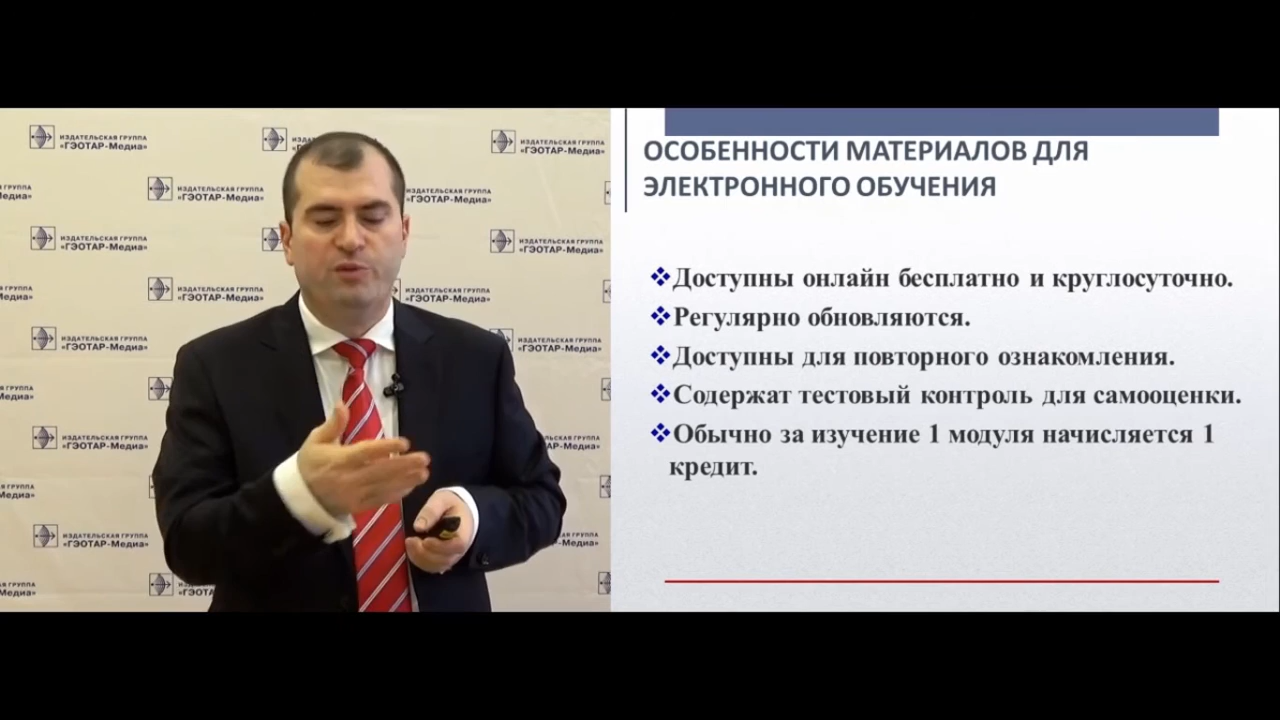 ИЗДАТЕЛЬСКАЯ ГРУППА
«ГЭОТАР-Медиа»
ОСОБЕННОСТИ МАТЕРИАЛОВ ДЛЯ
ЭЛЕКТРОННОГО ОБУЧЕНИЯ
Доступны онлайн бесплатно и круглосуточно.
Регулярно обновляются.
Доступны для повторного ознакомления.
Содержат тестовый контроль для самооценки.
Обычно за изучение 1 модуля начисляется 1
кредит.